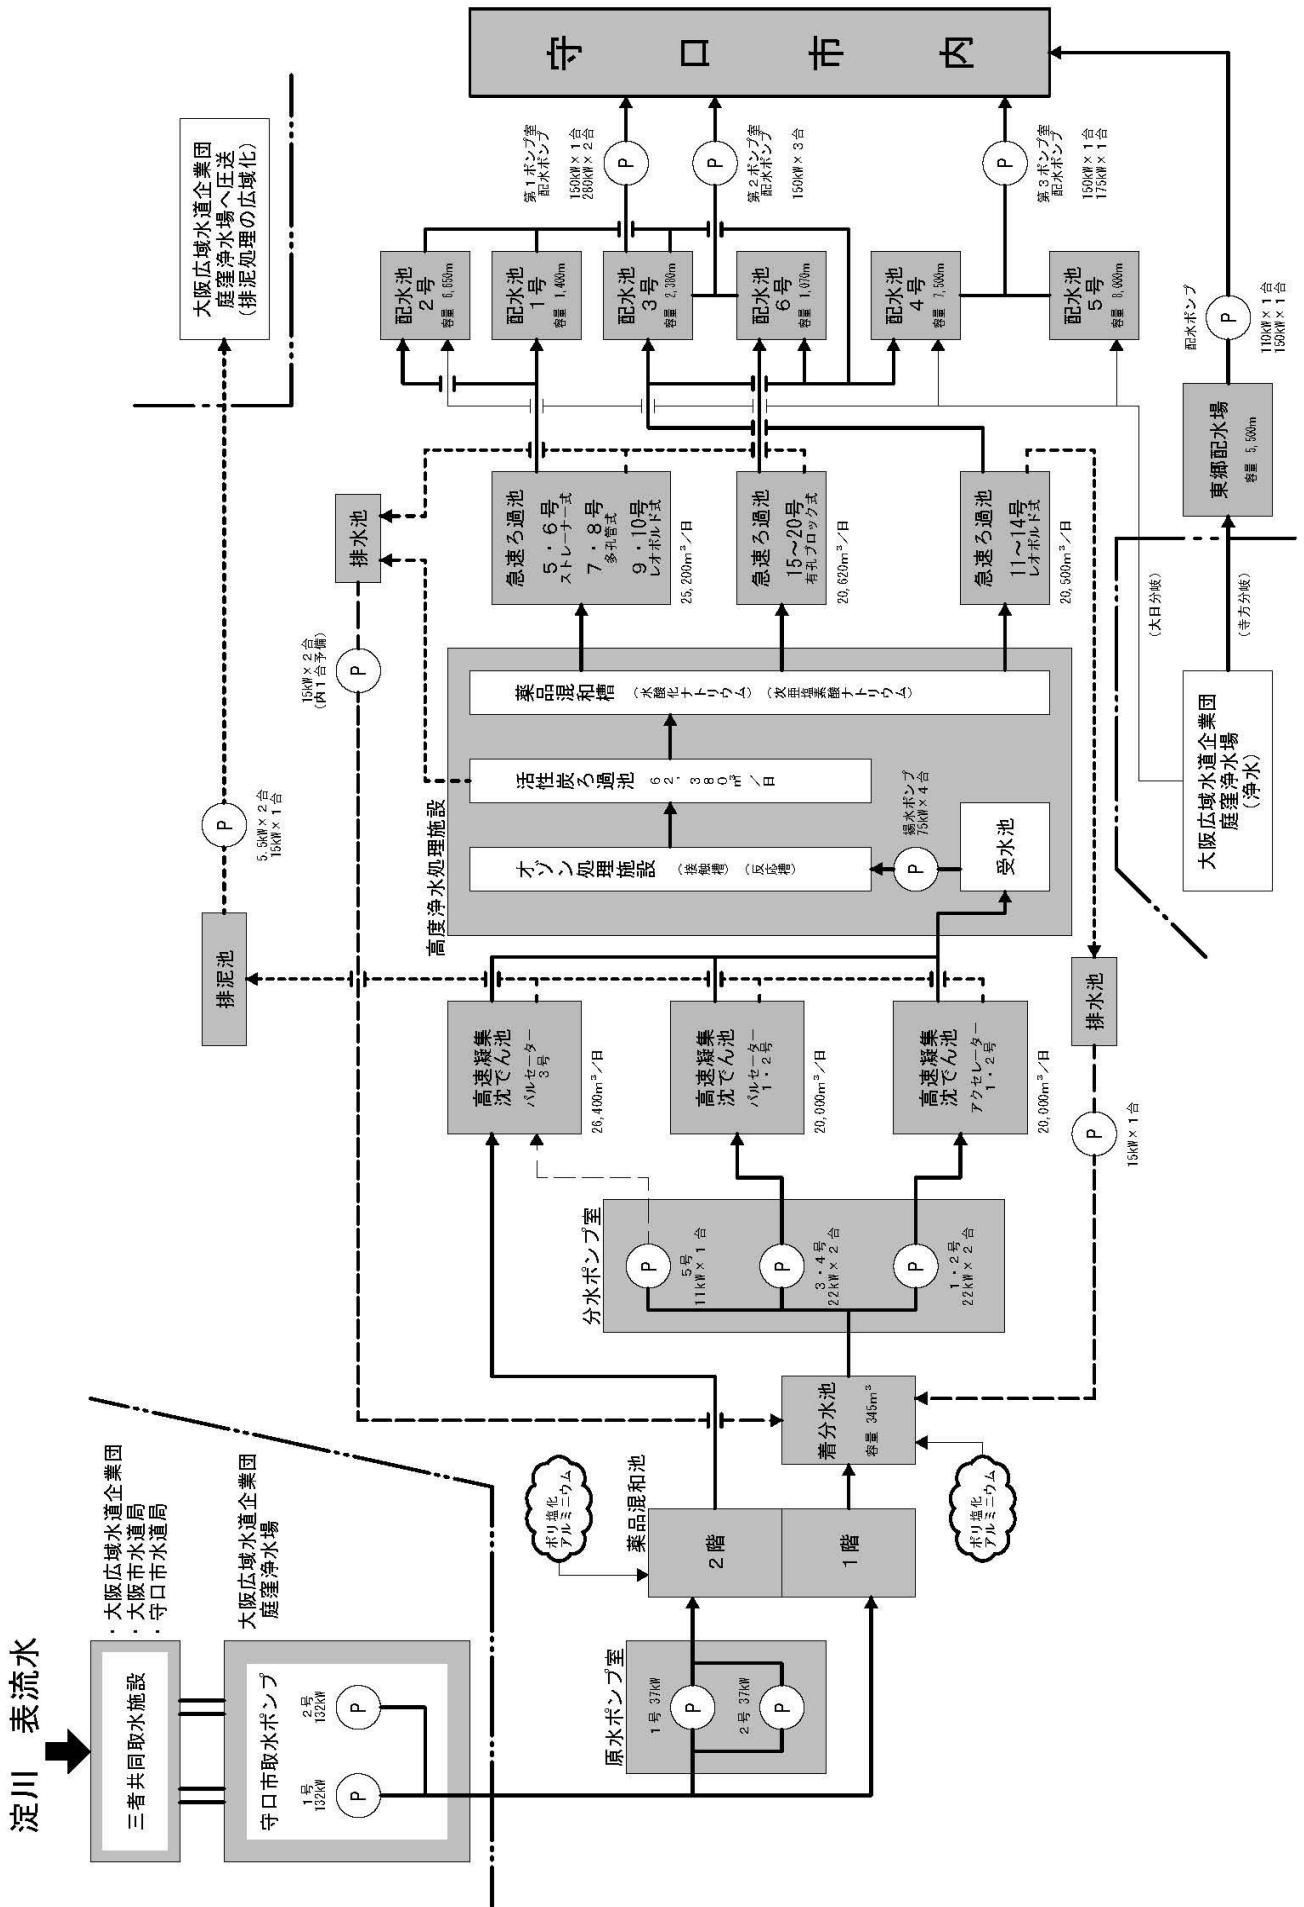 淀川　表流水
三者共同取水施設
・大阪広域水道企業団
・大阪市水道局
・守口市水道局
守口市取水ポンプ
1号
132kW
P
2号
132kW
P
大阪広域水道企業団
庭窪浄水場
原水ポンプ室
1号 37kW
P
2号 37kW
P
ポリ塩化
アルミニウム
薬品混和池
2階
1階
ポリ塩化
アルミニウム
着分水池
容量 345m³
分水ポンプ室
P
5号
11kW×1台
P
3・4号
22kW×2台
P
1・2号
22kW×2台
高速凝集
沈でん池
パルセーター
3号
26,400m³/日
高速凝集
沈でん池
パルセーター
1・2号
20,000m³/日
高速凝集
沈でん池
アクセレーター
1・2号
20,000m³/日
P
15kW×1台
排水池
排泥池
P
5.5kW×2台
15kW×1台
大阪広域水道企業団
庭窪浄水場へ圧送
(排泥処理の広域化)
高度浄水処理施設
受水池
P
揚水ポンプ
75kW×4台
オゾン処理施設
(接触槽)
(反応槽)
活性炭ろ過池
62,380㎥/日
薬品混和槽
(水酸化ナトリウム)
(次亜塩素酸ナトリウム)
15kW×2台
(内1台予備)
P
排水池
急速ろ過池
5・6号
ストレーナー式
7・8号
多孔管式
9・10号
レオポルド式
25,200m³/日
急速ろ過池
15~20号
有孔ブロック式
20,620m³/日
急速ろ過池
11~14号
レオポルド式
20,500m³/日
大阪広域水道企業団
庭窪浄水場
(浄水)
(大日分岐)
(寺方分岐)
配水池
2号
容量 6,650m
配水池
1号
容量 1,400m
配水池
3号
容量 2,380m
配水池
6号
容量 1,070m
配水池
4号
容量 7,500m
配水池
5号
容量 8,000m
東郷配水場
容量 5,500m
配水ポンプ
P
110kW×1台
150kW×1台
第1ポンプ室
配水ポンプ
P
150kW×1台
280kW×2台
第2ポンプ室
配水ポンプ
P
150kW×3台
第3ポンプ室
配水ポンプ
P
150kW×1台
175kW×1台
守口市内